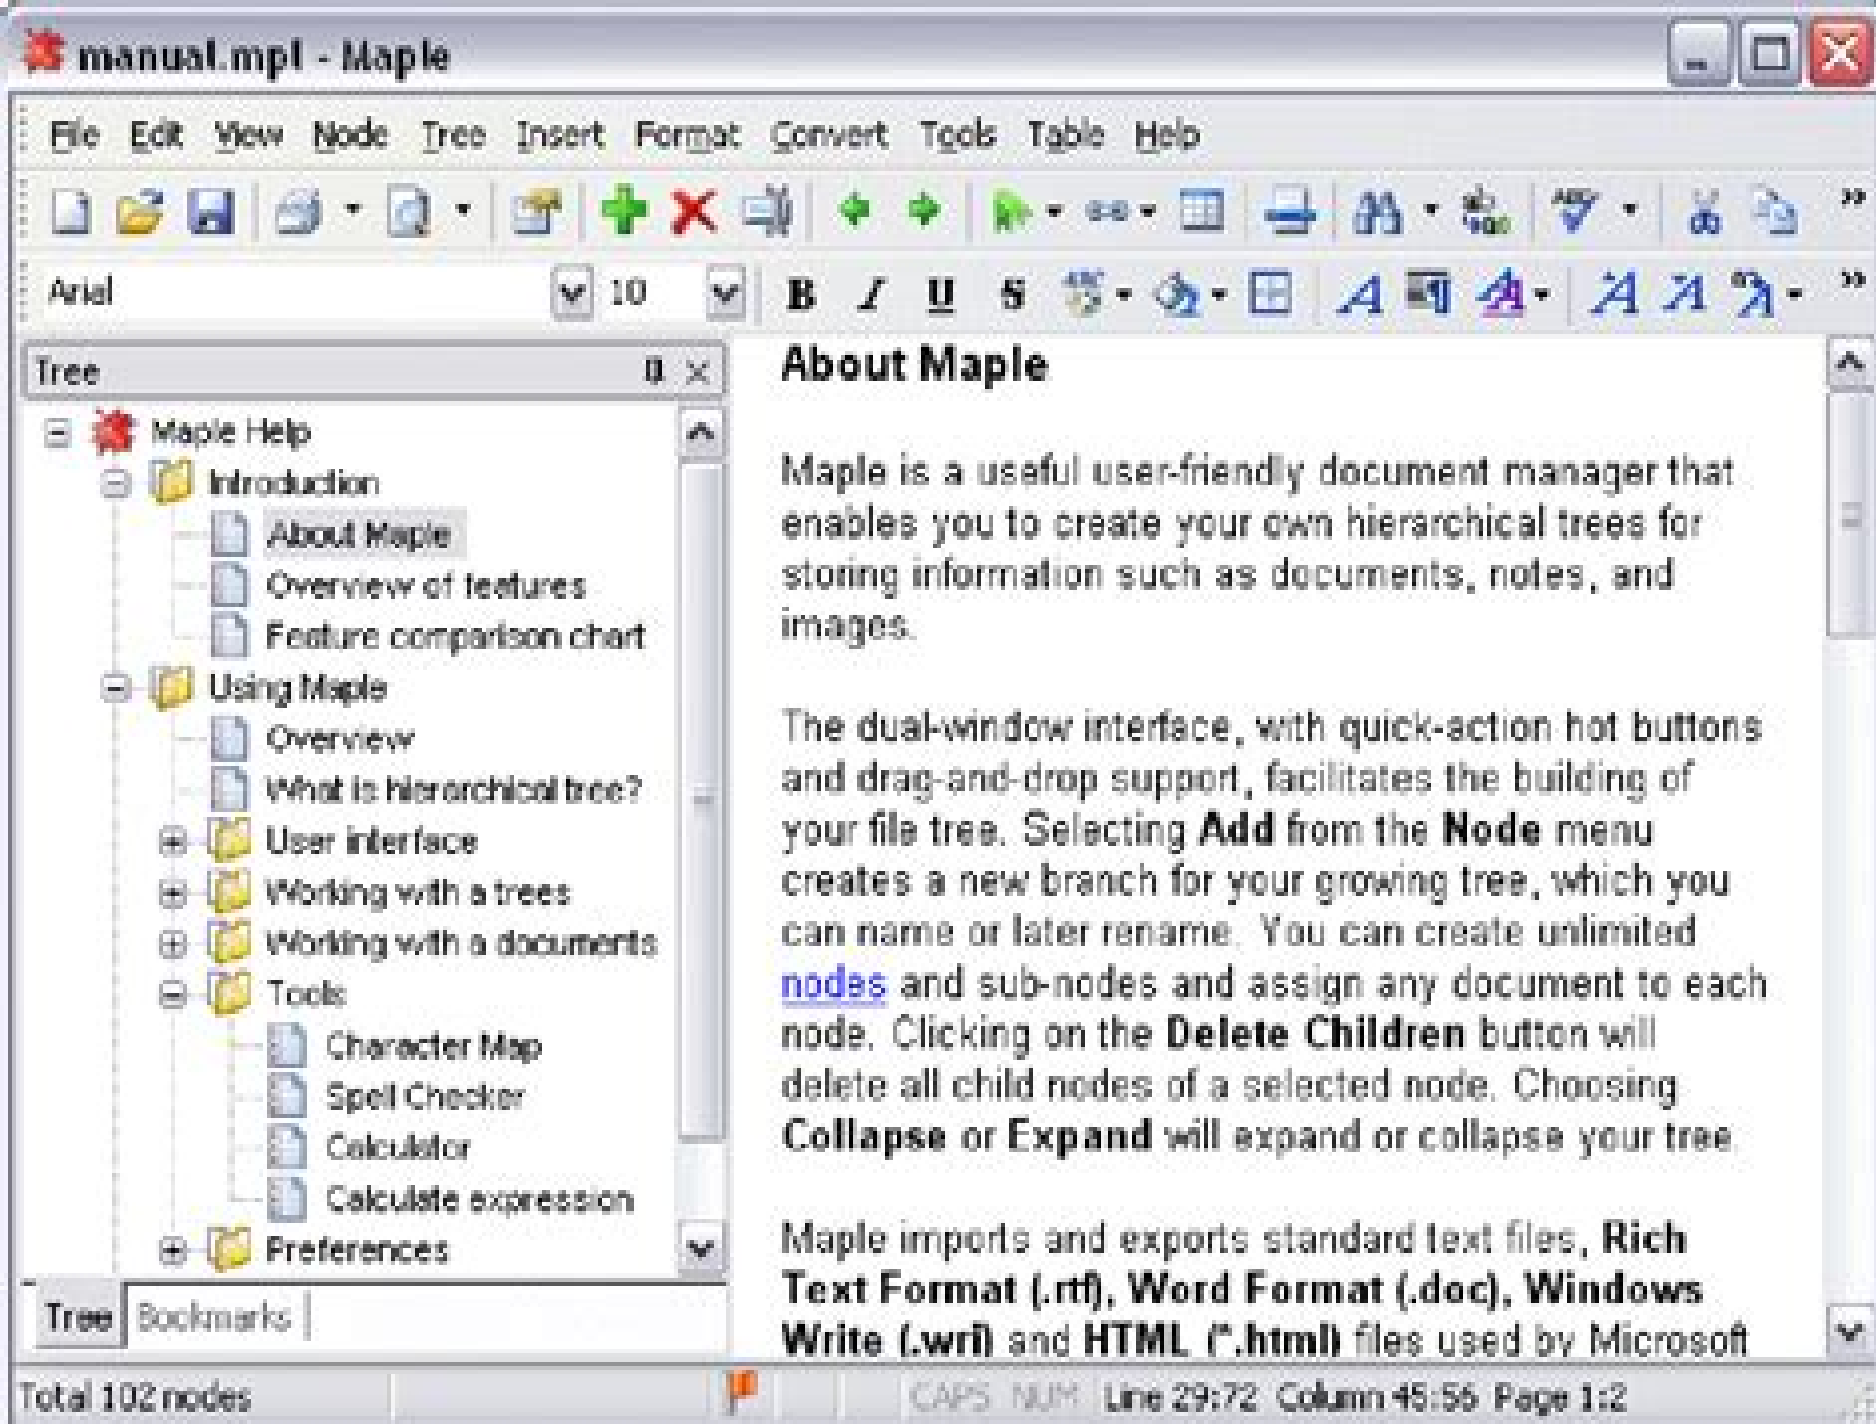 manual.mpl - Maple
File Edit View Node Tree Insert Format Convert Tools Table Help
Arial 10 B I U S
Tree
Maple Help
Introduction
About Maple
Overview of features
Feature comparison chart
Using Maple
Overview
What is hierarchical tree?
User interface
Working with a trees
Working with a documents
Tools
Character Map
Spell Checker
Calculator
Calculate expression
Preferences
Tree Bookmarks
About Maple
Maple is a useful user-friendly document manager that
enables you to create your own hierarchical trees for
storing information such as documents, notes, and
images.
The dual-window interface, with quick-action hot buttons
and drag-and-drop support, facilitates the building of
your file tree. Selecting Add from the Node menu
creates a new branch for your growing tree, which you
can name or later rename. You can create unlimited
nodes and sub-nodes and assign any document to each
node. Clicking on the Delete Children button will
delete all child nodes of a selected node. Choosing
Collapse or Expand will expand or collapse your tree.
Maple imports and exports standard text files, Rich
Text Format (.rtf), Word Format (.doc), Windows
Write (.wri) and HTML (*.html) files used by Microsoft
Total 102 nodes CAPS NUM Line 29:72 Column 45:56 Page 1:2